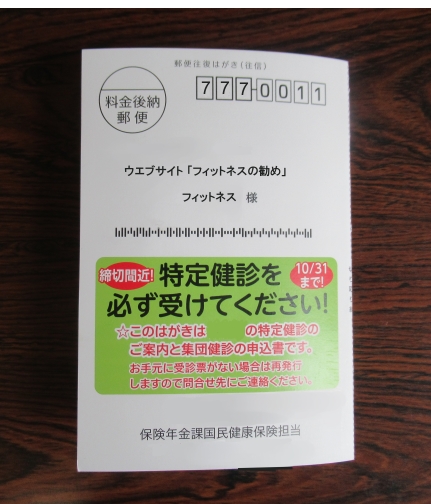 郵便往復はがき(往信)
料金後納
郵便
777-0011
ウエブサイト「フィットネスの勧め」
フィットネス 様
締切間近! 特定健診を 10/31まで!
必ず受けてください!
☆このはがきは の特定健診の
ご案内と集団健診の申込書です。
お手元に受診票がない場合は再発行
しますので問合せ先にご連絡ください。
保険年金課国民健康保険担当